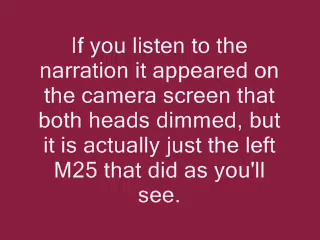 If you listen to the
narration it appeared on
the camera screen that
both heads dimmed, but
it is actually just the left
M25 that did as you'll
see.